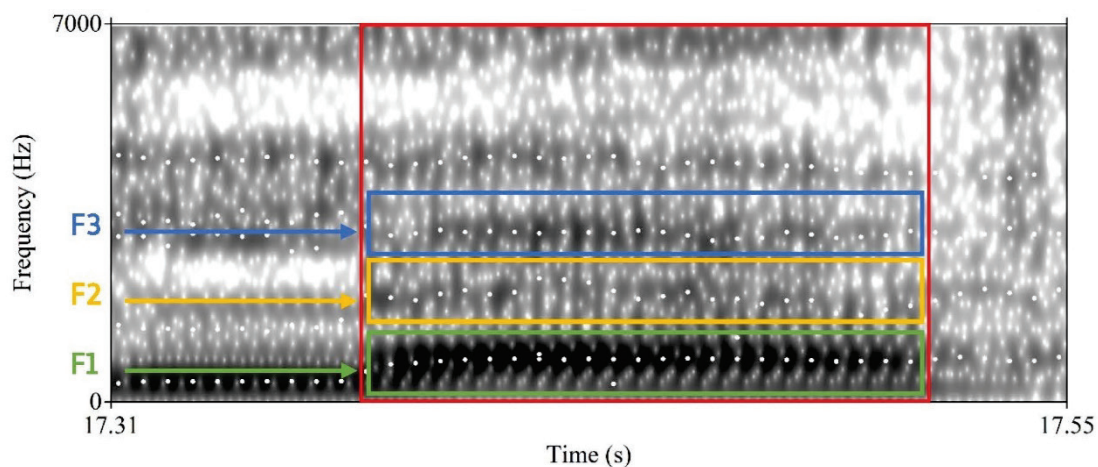 7000
Frequency (Hz)
F3
F2
F1
0
17.31
17.55
Time (s)